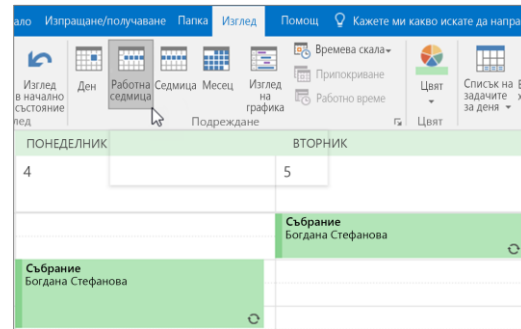 ало Изпращане/получаване Папка Изглед Помощ Кажете ми какво искате да напра
Изглед в начално състояние
Ден
Работна седмица
Седмица
Месец
Изглед на графика
Времева скала
Припокриване
Работно време
Цвят
Списък на задачите за деня
лед
Подреждане
Цвят
ПОНЕДЕЛНИК ВТОРНИК
4 5
Събрание
Богдана Стефанова
Събрание
Богдана Стефанова